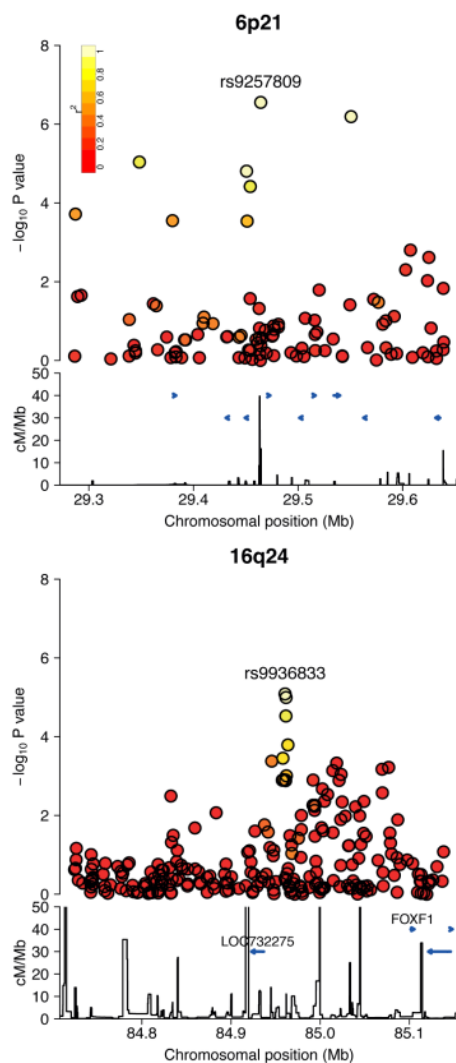 6p21
8
rs9257809
1
0.8
0.6
0.4
0.2
0
r²
6
4
2
0
−log₁₀ P value
50
40
30
20
10
0
cM/Mb
29.3 29.4 29.5 29.6
Chromosomal position (Mb)
16q24
8
6
rs9936833
4
2
0
−log₁₀ P value
50
40
30
20
10
0
cM/Mb
LOC732275
FOXF1
84.8 84.9 85.0 85.1
Chromosomal position (Mb)